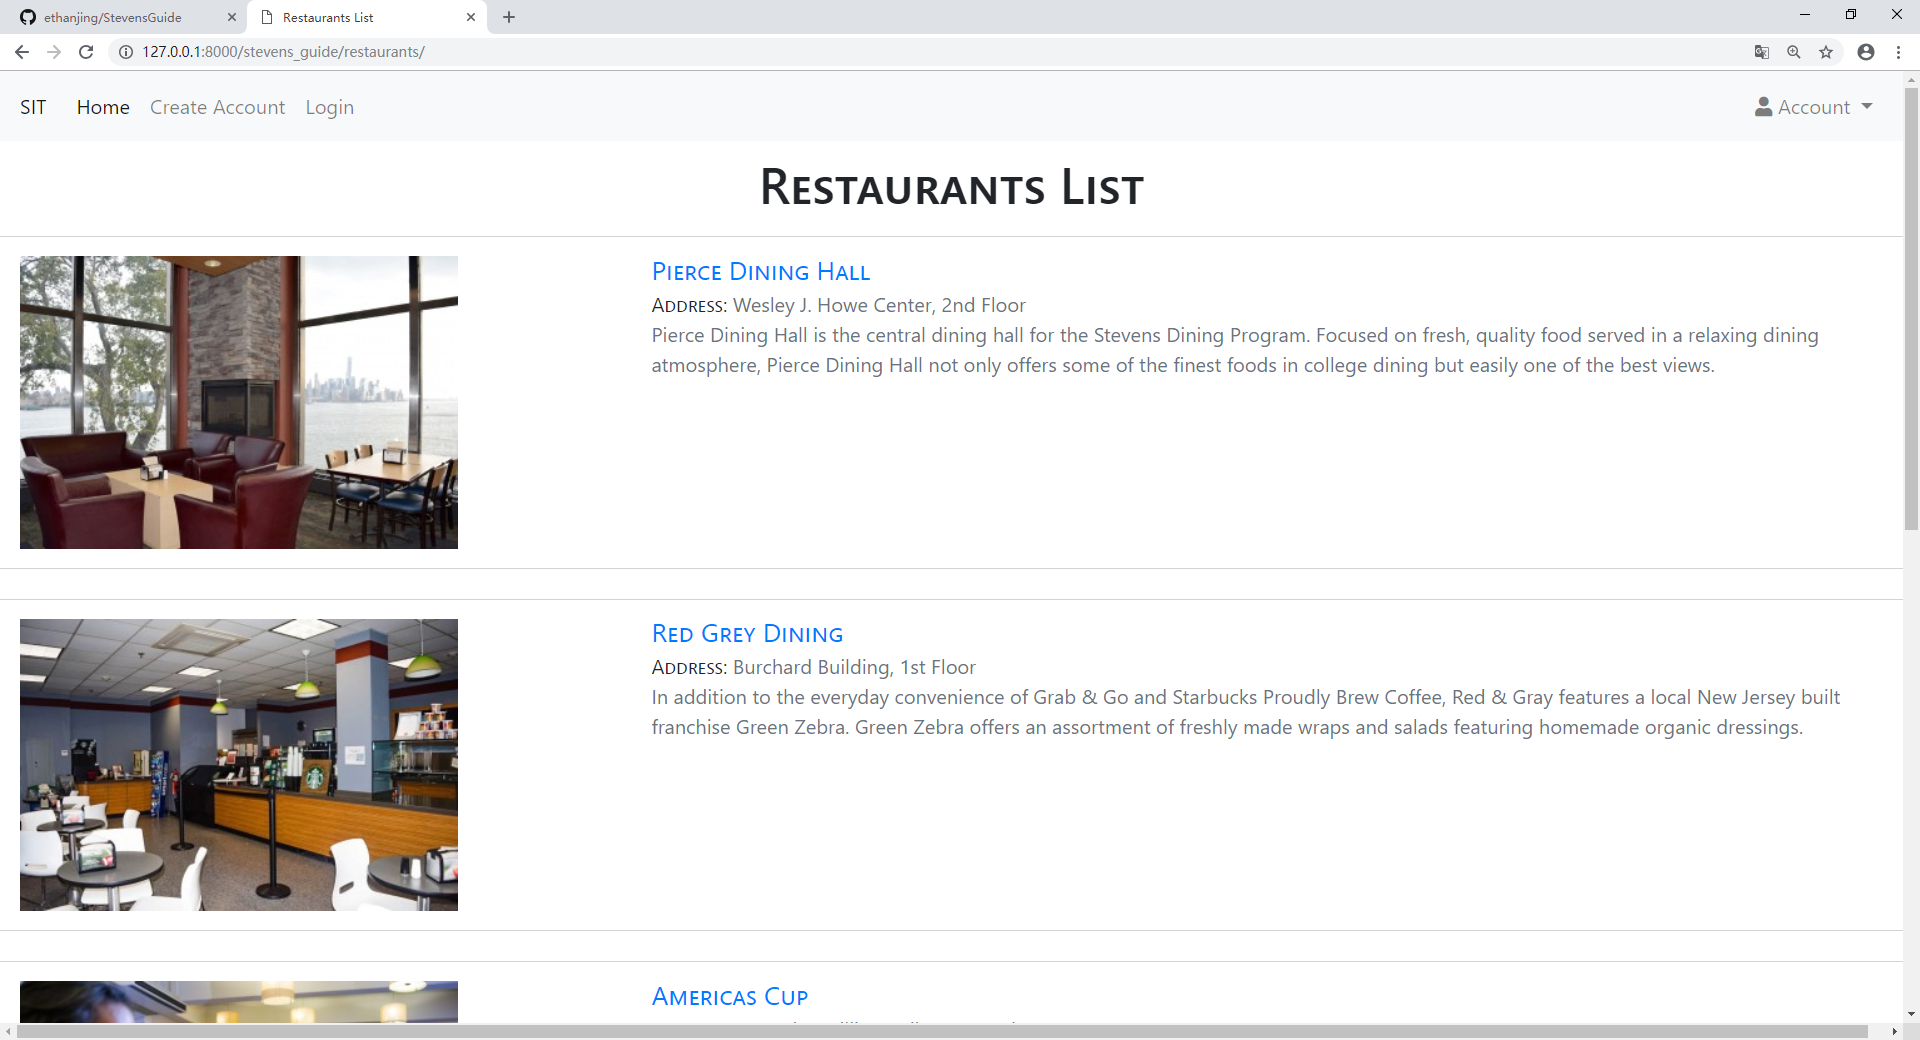 ethanjing/StevensGuide
Restaurants List
127.0.0.1:8000/stevens_guide/restaurants/
SIT Home Create Account Login Account
Restaurants List
Pierce Dining Hall
Address: Wesley J. Howe Center, 2nd Floor
Pierce Dining Hall is the central dining hall for the Stevens Dining Program. Focused on fresh, quality food served in a relaxing dining
atmosphere, Pierce Dining Hall not only offers some of the finest foods in college dining but easily one of the best views.
Red Grey Dining
Address: Burchard Building, 1st Floor
In addition to the everyday convenience of Grab & Go and Starbucks Proudly Brew Coffee, Red & Gray features a local New Jersey built
franchise Green Zebra. Green Zebra offers an assortment of freshly made wraps and salads featuring homemade organic dressings.
Americas Cup